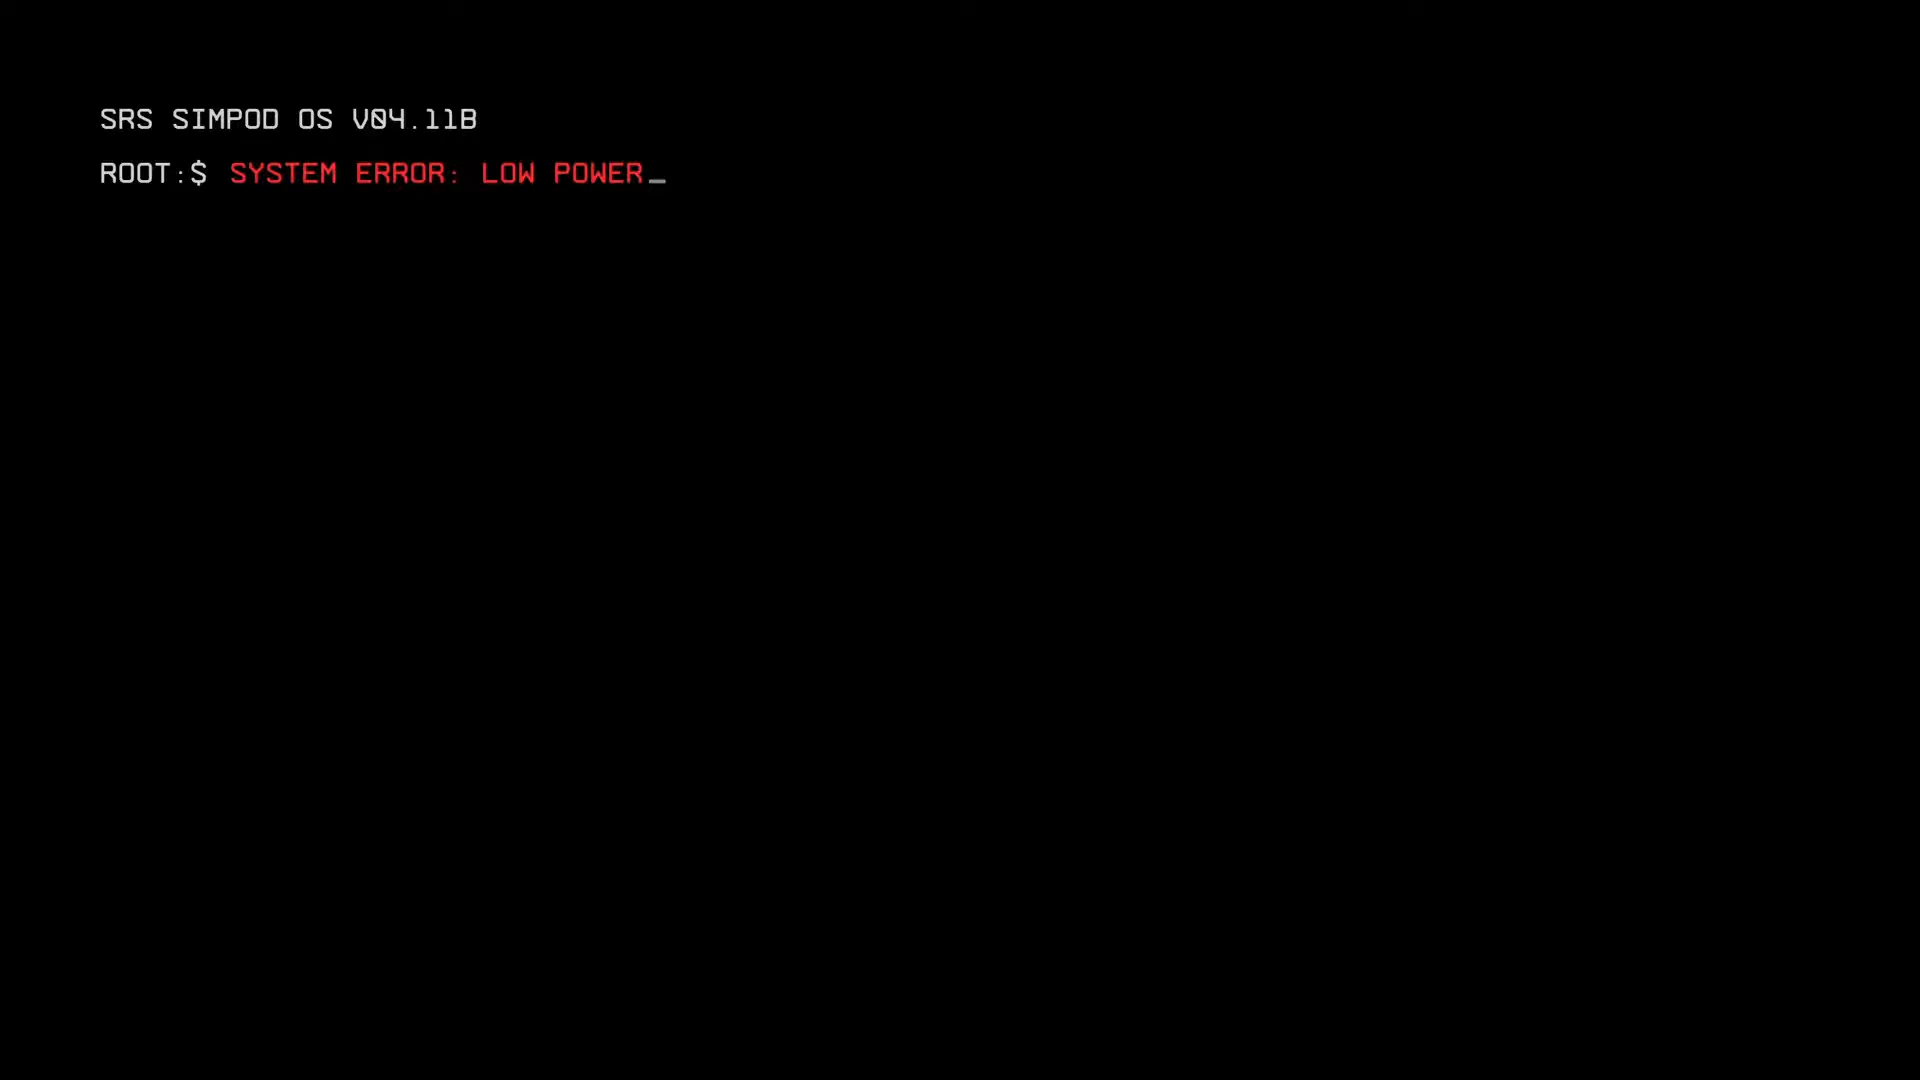 SRS SIMPOD OS V04.11B
ROOT:$ SYSTEM ERROR: LOW POWER_